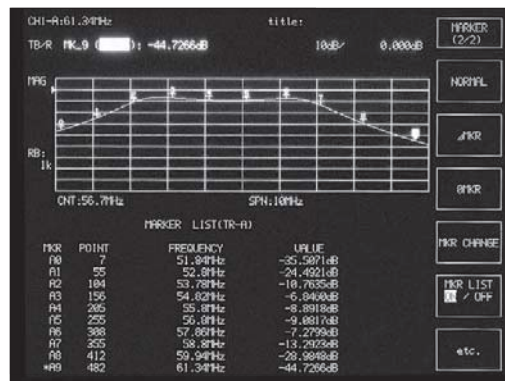 CH1-A:61.34MHz title:
TB/R MK_9 ( ): -44.7266dB 10dB/ 0.000dB
MAG
RB:
1k
CNT:56.7MHz SPN:10MHz
MARKER LIST(TR-A)
MKR POINT FREQUENCY VALUE
A0 7 51.84MHz -35.5071dB
A1 55 52.8MHz -24.4921dB
A2 104 53.78MHz -10.7635dB
A3 156 54.82MHz -6.8460dB
A4 205 55.8MHz -8.8918dB
A5 255 56.8MHz -9.0817dB
A6 308 57.86MHz -7.2799dB
A7 355 58.8MHz -13.2923dB
A8 412 59.94MHz -28.9848dB
*A9 482 61.34MHz -44.7266dB
MARKER
(2/2)
NORMAL
⊿MKR
0MKR
MKR CHANGE
MKR LIST
ON / OFF
etc.